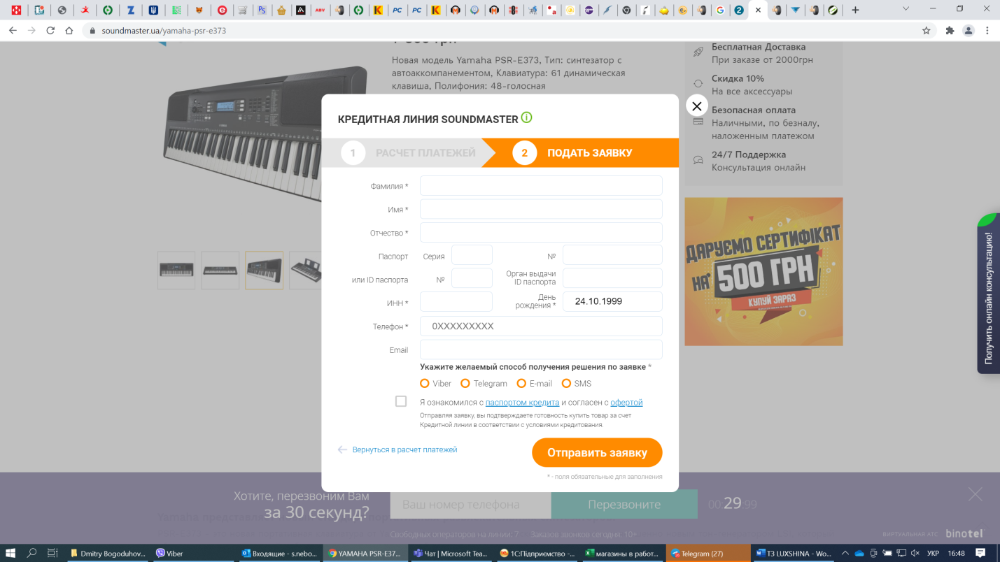 soundmaster.ua/yamaha-psr-e373
Новая модель Yamaha PSR-E373, Тип: синтезатор с
автоаккомпанементом, Клавиатура: 61 динамическая
клавиша, Полифония: 48-голосная
Бесплатная Доставка
При заказе от 2000грн
Скидка 10%
На все аксессуары
Безопасная оплата
Наличными, по безналу,
наложенным платежом
24/7 Поддержка
Консультация онлайн
КРЕДИТНАЯ ЛИНИЯ SOUNDMASTER
1 РАСЧЕТ ПЛАТЕЖЕЙ
2 ПОДАТЬ ЗАЯВКУ
Фамилия *
Имя *
Отчество *
Паспорт Серия №
или ID паспорта № Орган выдачи
ID паспорта
ИНН * День
рождения * 24.10.1999
Телефон * 0XXXXXXXXX
Email
Укажите желаемый способ получения решения по заявке *
Viber Telegram E-mail SMS
Я ознакомился с паспортом кредита и согласен с офертой
Отправляя заявку, вы подтверждаете готовность купить товар за счет
Кредитной линии в соответствии с условиями кредитования.
Вернуться в расчет платежей
Отправить заявку
* - поля обязательные для заполнения
ДАРУЄМО СЕРТИФІКАТ
НА 500 ГРН
КУПУЙ ЗАРАЗ
Получить онлайн консультацию!
Хотите, перезвоним Вам
за 30 секунд?
Ваш номер телефона
Перезвоните
00:29:99
Свободных операторов на линии: 7 Заказов звонков сегодня: 10+
ВИРТУАЛЬНАЯ АТС binotel
Dmitry Bogoduhov...
Viber
Входящие - s.nebo...
YAMAHA PSR-E37...
Чат | Microsoft Tea...
1С:Підприємство -...
магазины в работ...
Telegram (27)
ТЗ LUXSHINA - Wo...
УКР
16:48